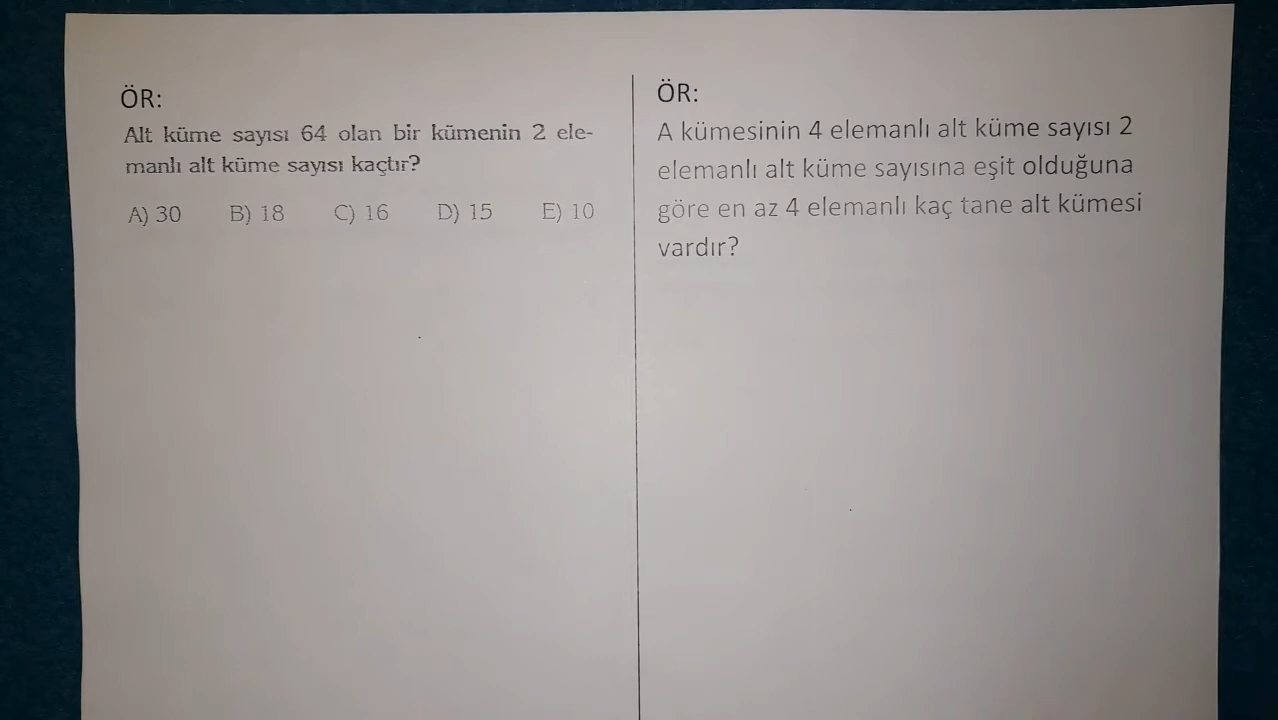 ÖR:
Alt küme sayısı 64 olan bir kümenin 2 ele-
manlı alt küme sayısı kaçtır?
A) 30 B) 18 C) 16 D) 15 E) 10
ÖR:
A kümesinin 4 elemanlı alt küme sayısı 2
elemanlı alt küme sayısına eşit olduğuna
göre en az 4 elemanlı kaç tane alt kümesi
vardır?